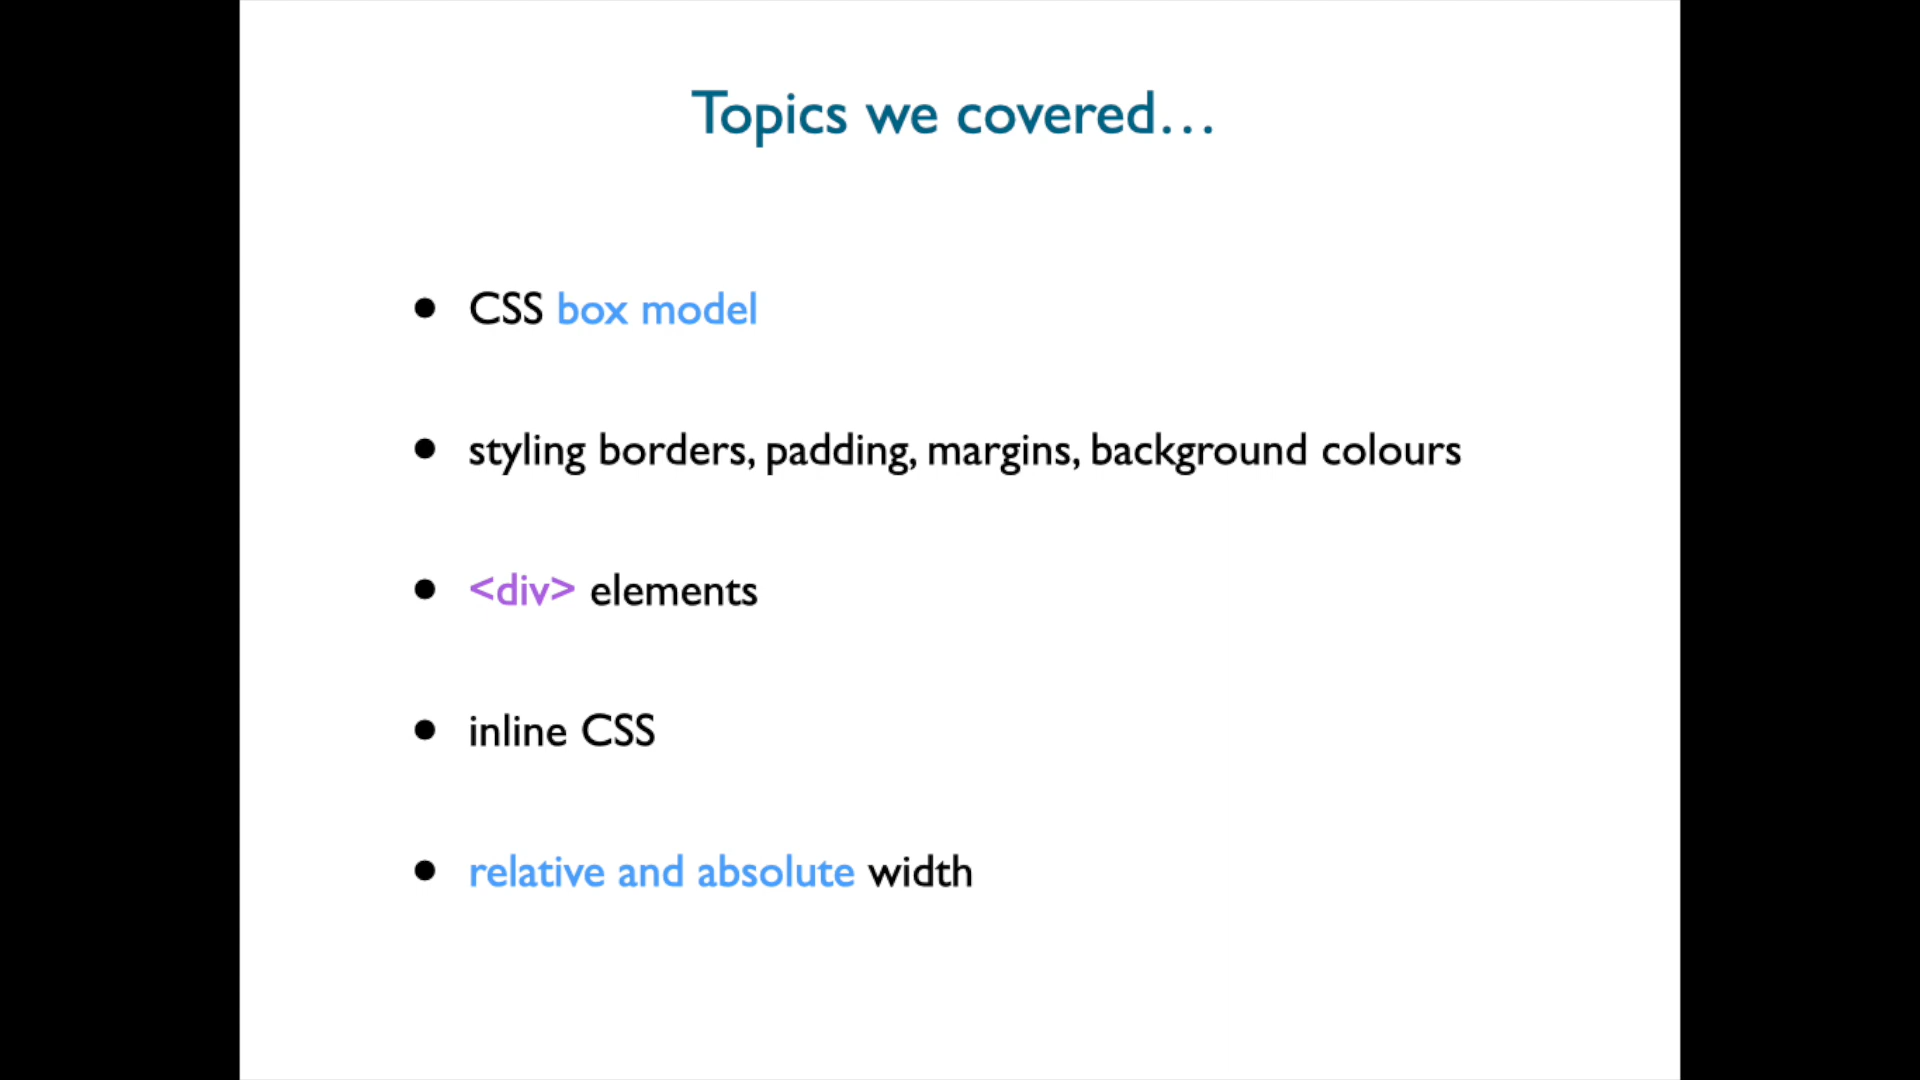 Topics we covered…
• CSS box model
• styling borders, padding, margins, background colours
• <div> elements
• inline CSS
• relative and absolute width